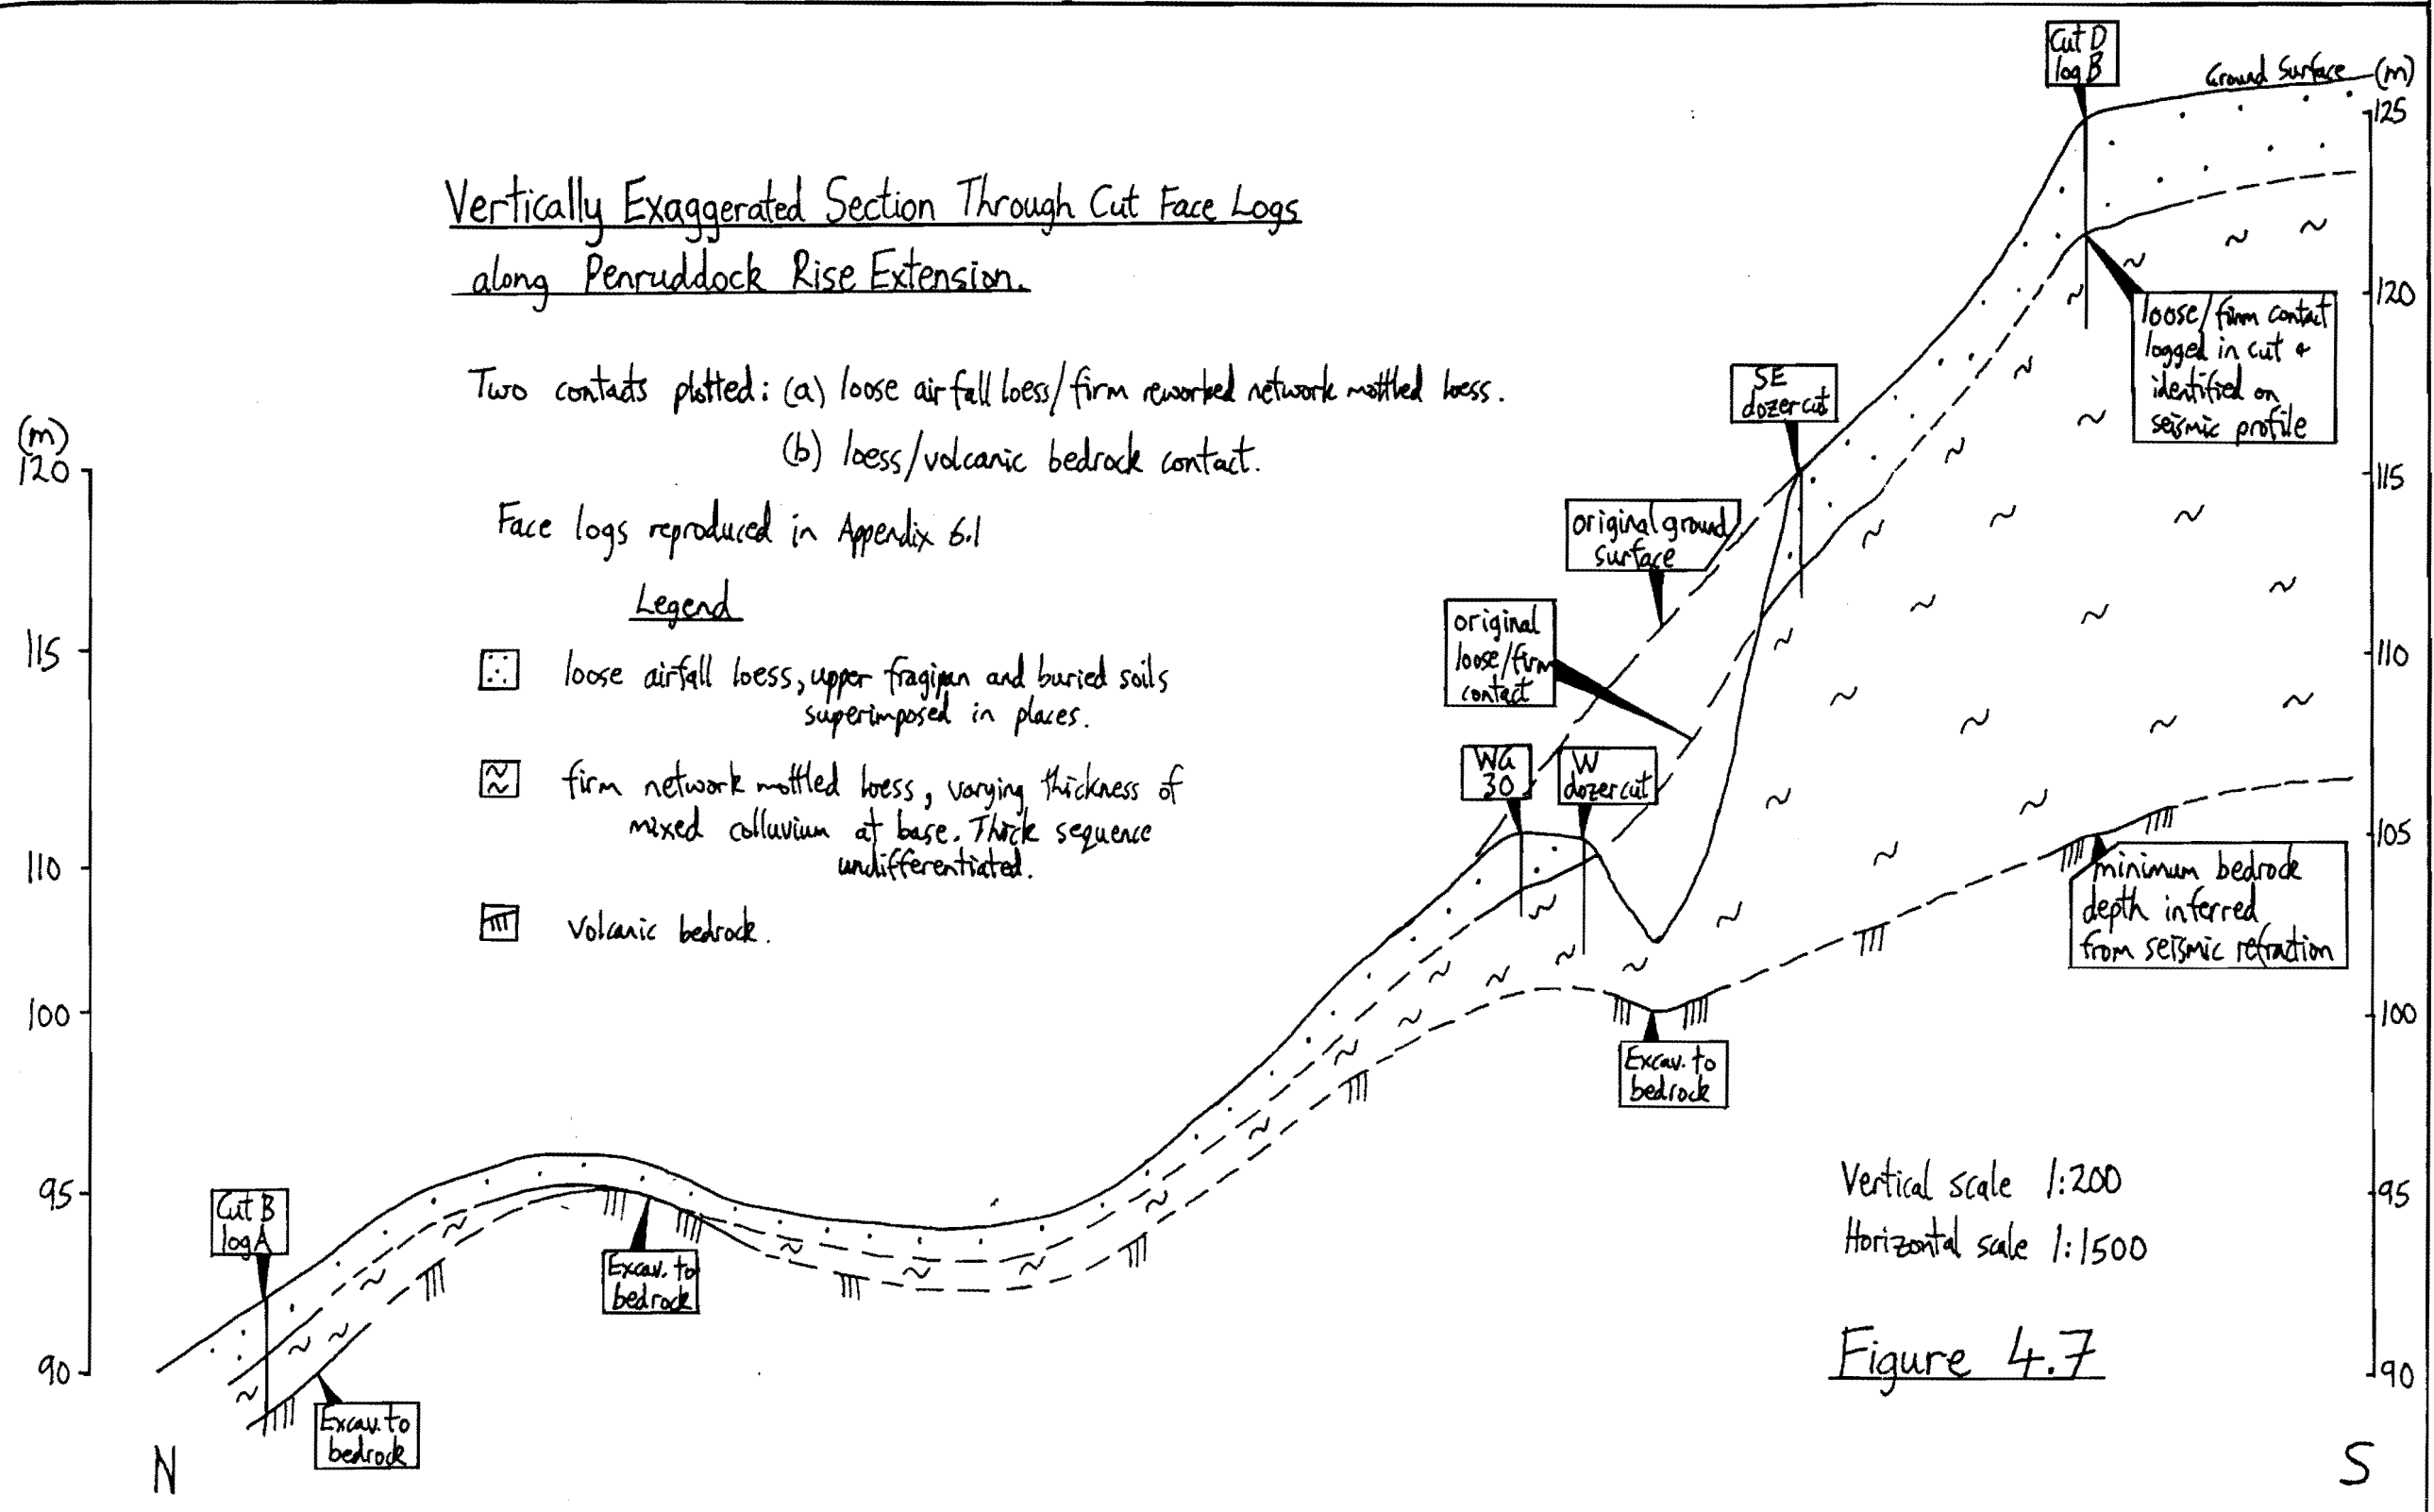 Cut D
log B
Ground Surface
(m)
125
Vertically Exaggerated Section Through Cut Face Logs
along Penruddock Rise Extension.
120
loose/firm contact
logged in cut &
identified on
seismic profile
Two contacts plotted: (a) loose airfall loess/firm reworked network mottled loess.
(b) loess/volcanic bedrock contact.
SE
dozer cut
(m)
120
115
Face logs reproduced in Appendix 6.1
original ground
surface
Legend
original
loose/firm
contact
115
110
loose airfall loess, upper fragipan and buried soils
superimposed in places.
firm network mottled loess, varying thickness of
mixed colluvium at base. Thick sequence
undifferentiated.
WG
30
W
dozer cut
110
105
volcanic bedrock.
minimum bedrock
depth inferred
from seismic refraction
100
100
Excav. to
bedrock
95
95
Cut B
log A
Excav. to
bedrock
Vertical scale 1:200
Horizontal scale 1:1500
Figure 4.7
90
90
Excav. to
bedrock
N
S